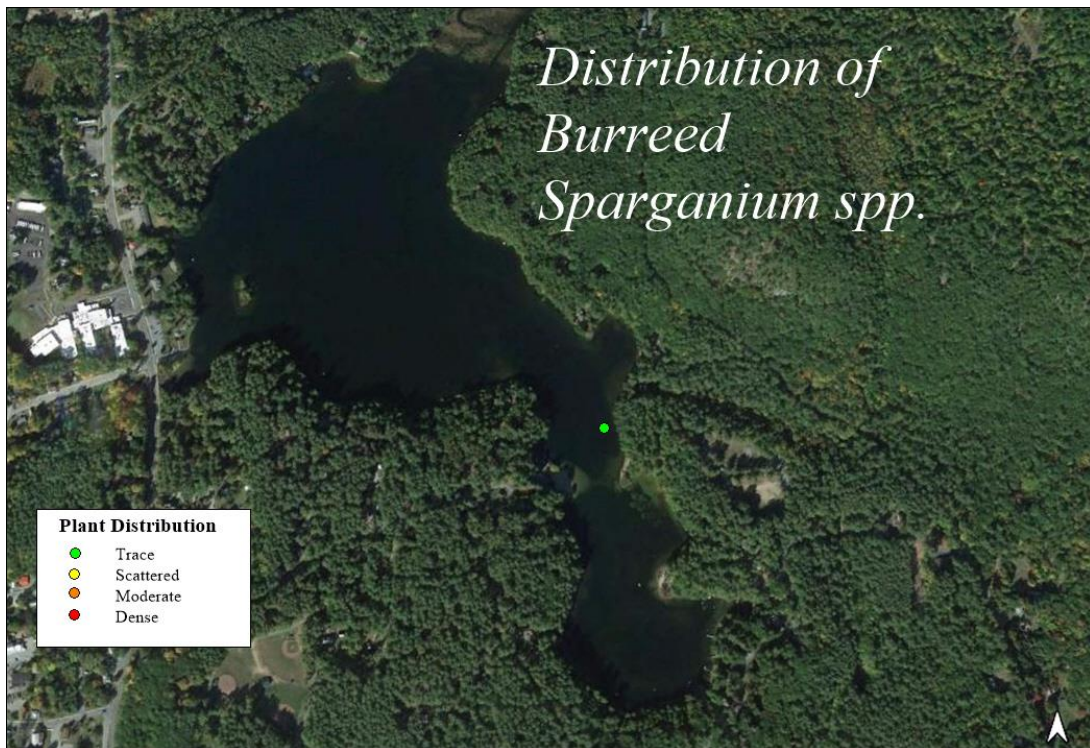 Distribution of
Burreed
Sparganium spp.
Plant Distribution
Trace
Scattered
Moderate
Dense